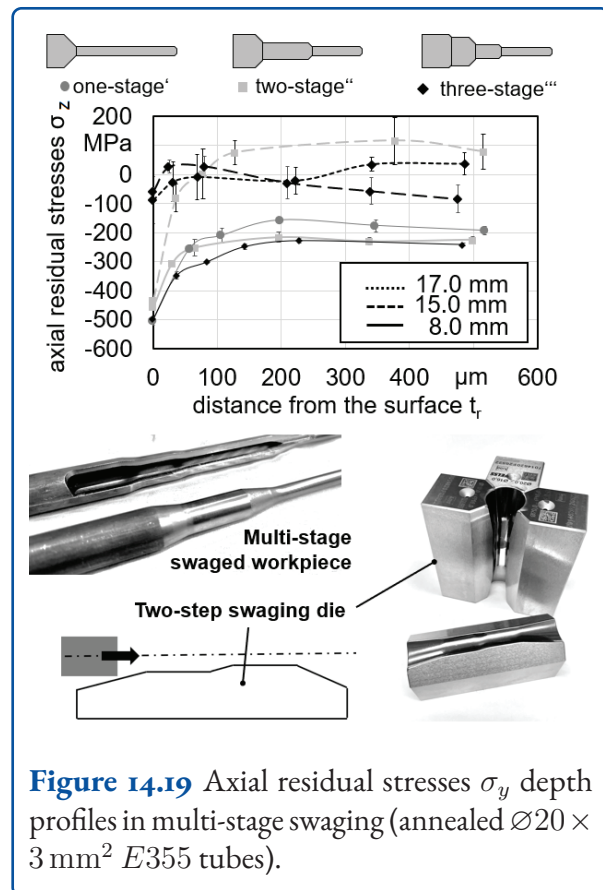 one-stage‘
two-stage“
three-stage“‘
axial residual stresses σz
200
MPa
0
-100
-200
-300
-400
-500
-600
17.0 mm
15.0 mm
8.0 mm
0
100
200
300
400
µm
600
distance from the surface tr
Multi-stage
swaged workpiece
Two-step swaging die
Figure 14.19 Axial residual stresses σy depth
profiles in multi-stage swaging (annealed ∅20 ×
3 mm² E355 tubes).